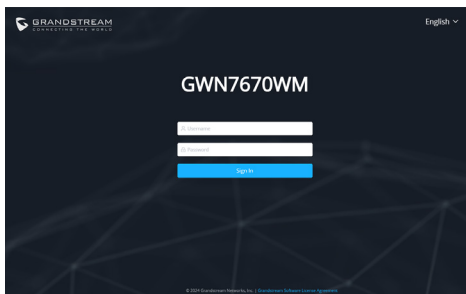 GRANDSTREAM
CONNECTING THE WORLD
English
GWN7670WM
Username
Password
Sign In
© 2024 Grandstream Networks, Inc. | Grandstream Software License Agreement